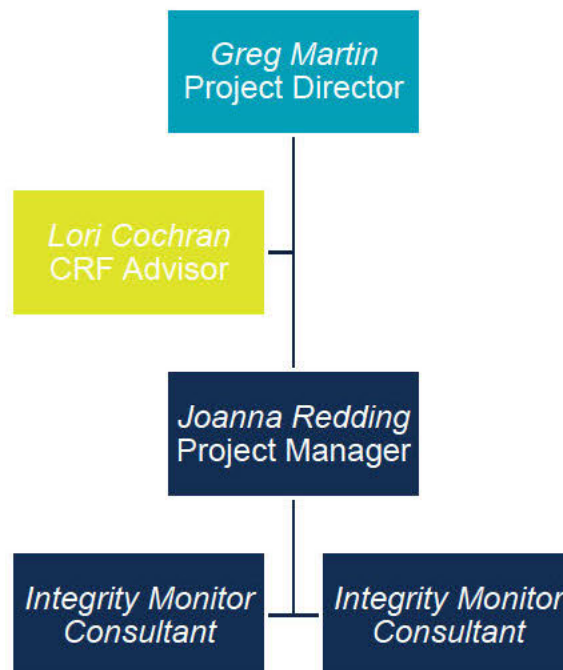 Greg Martin
Project Director
Lori Cochran
CRF Advisor
Joanna Redding
Project Manager
Integrity Monitor
Consultant
Integrity Monitor
Consultant